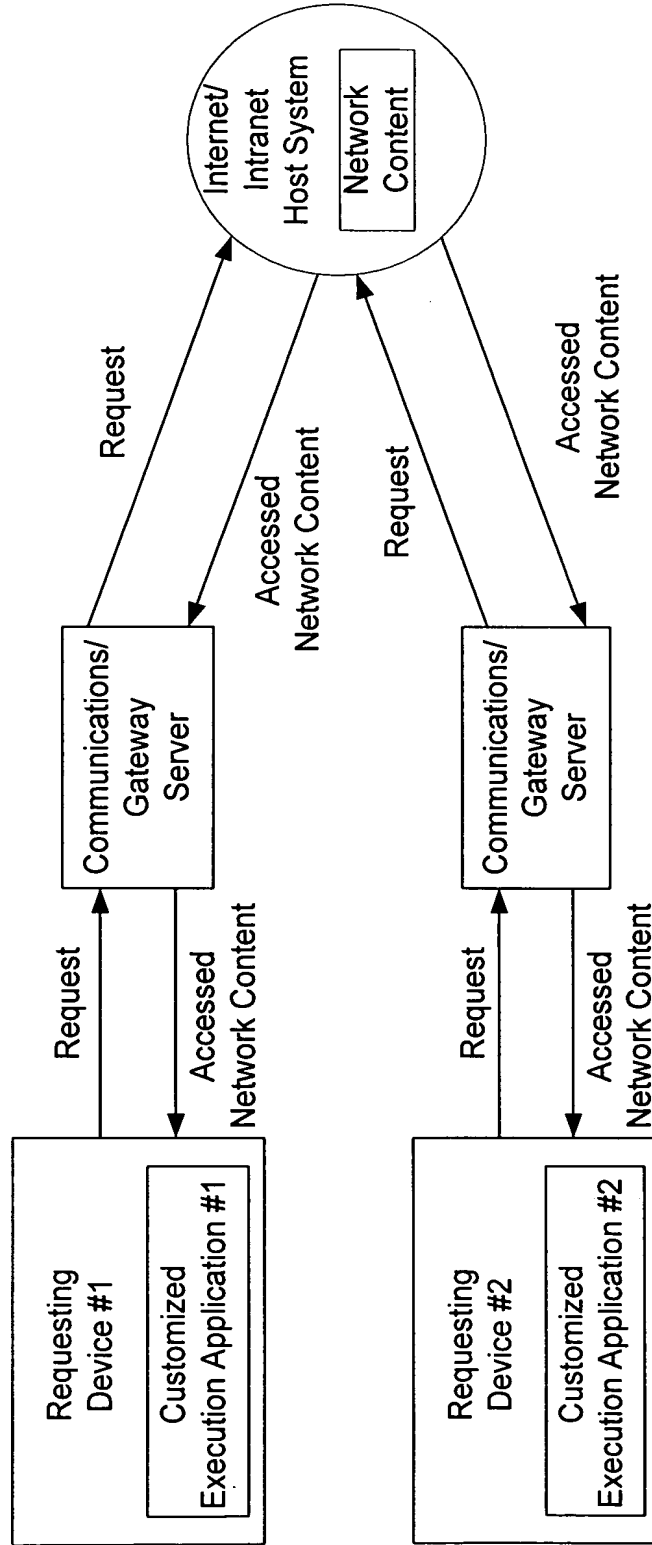 Requesting
Device #1
Customized
Execution Application #1
Request
Accessed
Network Content
Communications/
Gateway
Server
Request
Accessed
Network Content
Internet/
Intranet
Host System
Network
Content
Requesting
Device #2
Customized
Execution Application #2
Request
Accessed
Network Content
Communications/
Gateway
Server
Request
Accessed
Network Content